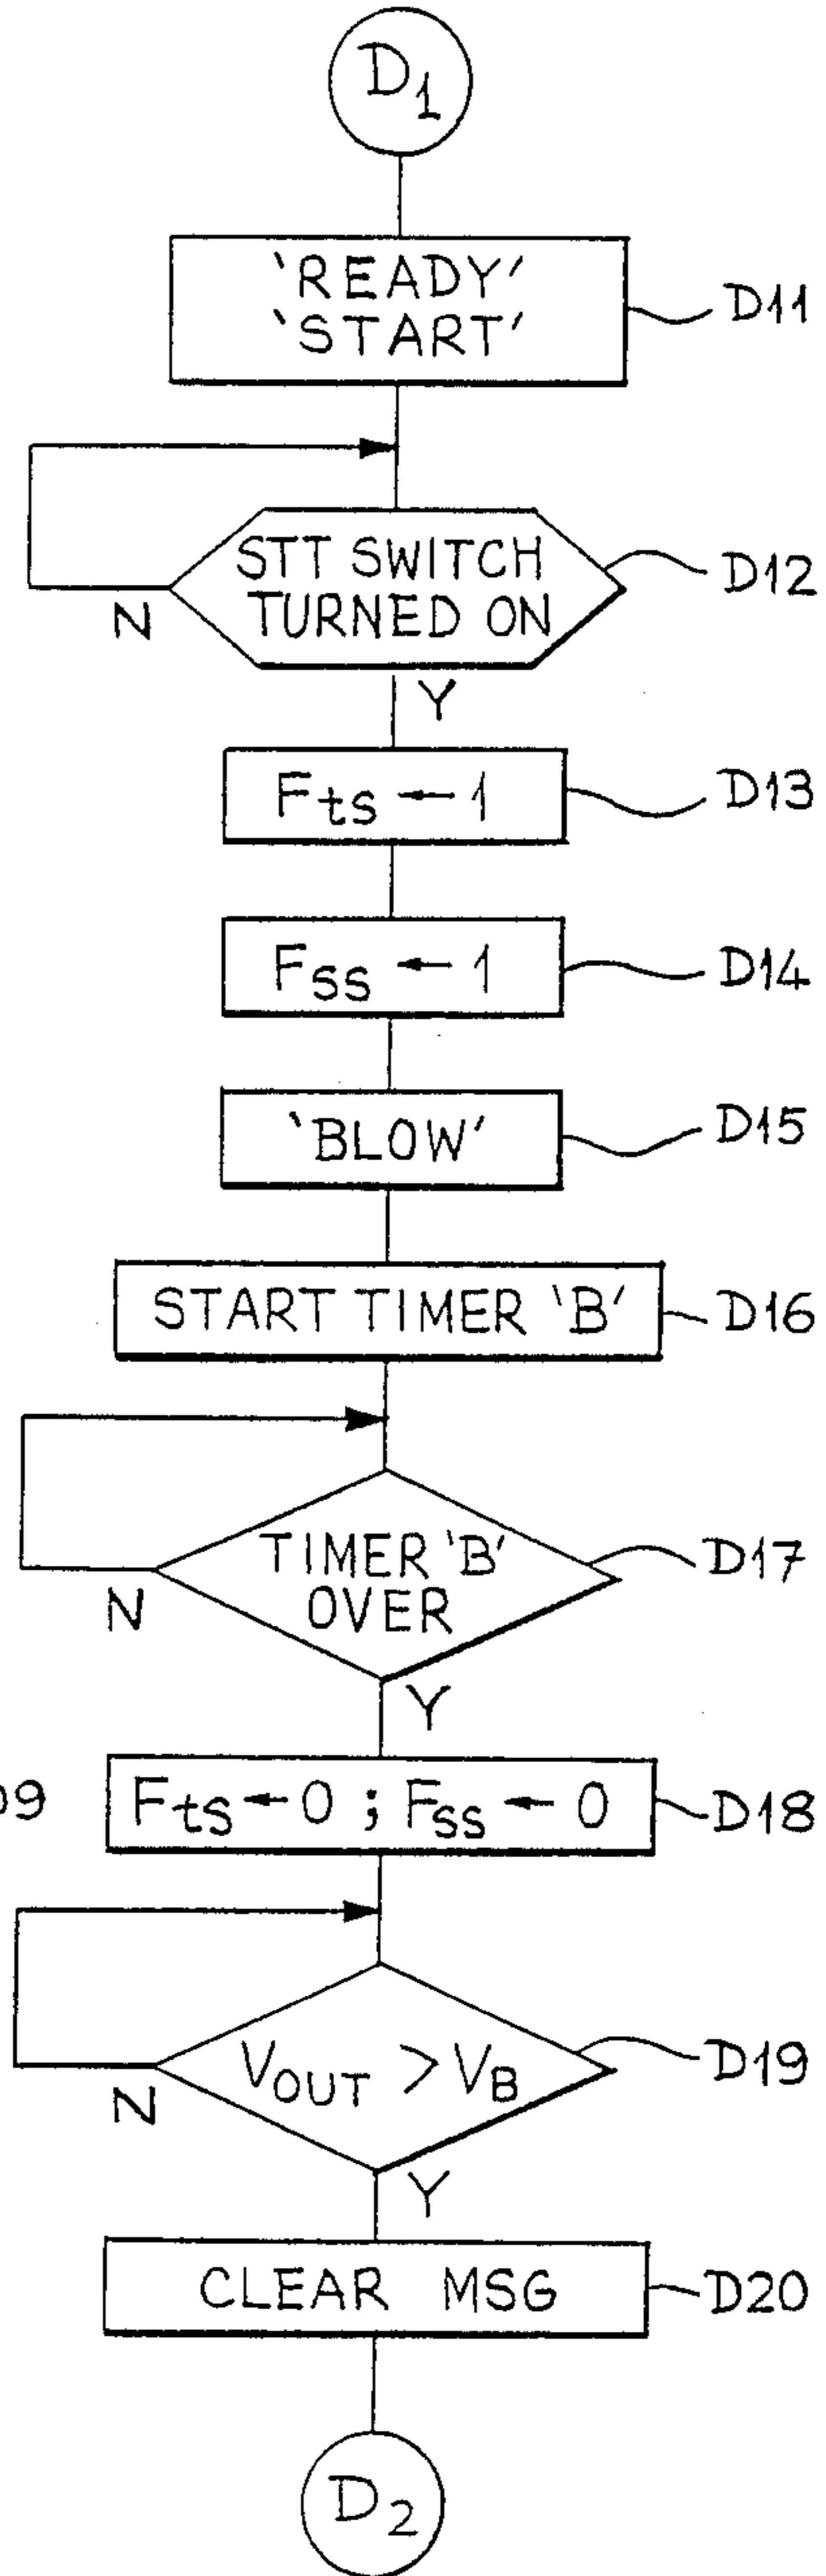 D1
'READY'
'START'
D11
STT SWITCH
TURNED ON
D12
N
Y
Fts ← 1
D13
Fss ← 1
D14
'BLOW'
D15
START TIMER 'B'
D16
TIMER 'B'
OVER
D17
N
Y
09
Fts ← 0 ; Fss ← 0
D18
VOUT > VB
D19
N
Y
CLEAR MSG
D20
D2